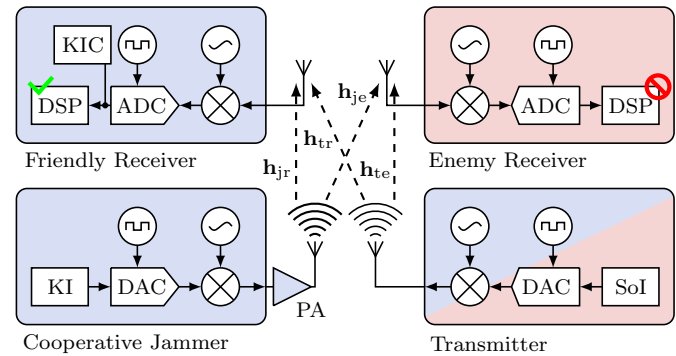 KIC
DSP
ADC
Friendly Receiver
ADC
DSP
Enemy Receiver
h_je
h_tr
h_jr
h_te
KI
DAC
PA
Cooperative Jammer
DAC
SoI
Transmitter